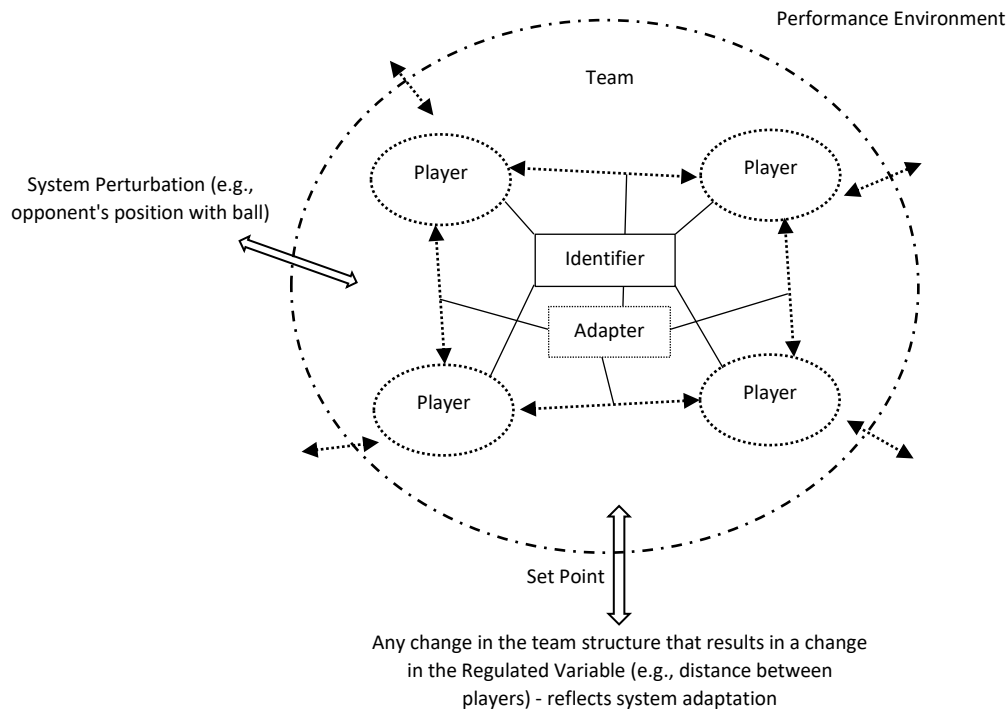 Performance Environment
Team
Player
Player
System Perturbation (e.g.,
opponent's position with ball)
Identifier
Adapter
Player
Player
Set Point
Any change in the team structure that results in a change
in the Regulated Variable (e.g., distance between
players) - reflects system adaptation